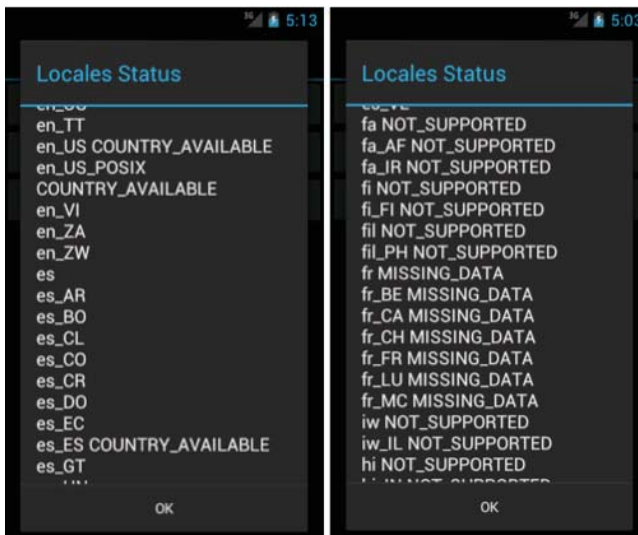 3G 5:13
Locales Status
en_TT
en_US COUNTRY_AVAILABLE
en_US_POSIX
COUNTRY_AVAILABLE
en_VI
en_ZA
en_ZW
es
es_AR
es_BO
es_CL
es_CO
es_CR
es_DO
es_EC
es_ES COUNTRY_AVAILABLE
es_GT
OK
3G 5:03
Locales Status
fa NOT_SUPPORTED
fa_AF NOT_SUPPORTED
fa_IR NOT_SUPPORTED
fi NOT_SUPPORTED
fi_FI NOT_SUPPORTED
fil NOT_SUPPORTED
fil_PH NOT_SUPPORTED
fr MISSING_DATA
fr_BE MISSING_DATA
fr_CA MISSING_DATA
fr_CH MISSING_DATA
fr_FR MISSING_DATA
fr_LU MISSING_DATA
fr_MC MISSING_DATA
iw NOT_SUPPORTED
iw_IL NOT_SUPPORTED
hi NOT_SUPPORTED
OK